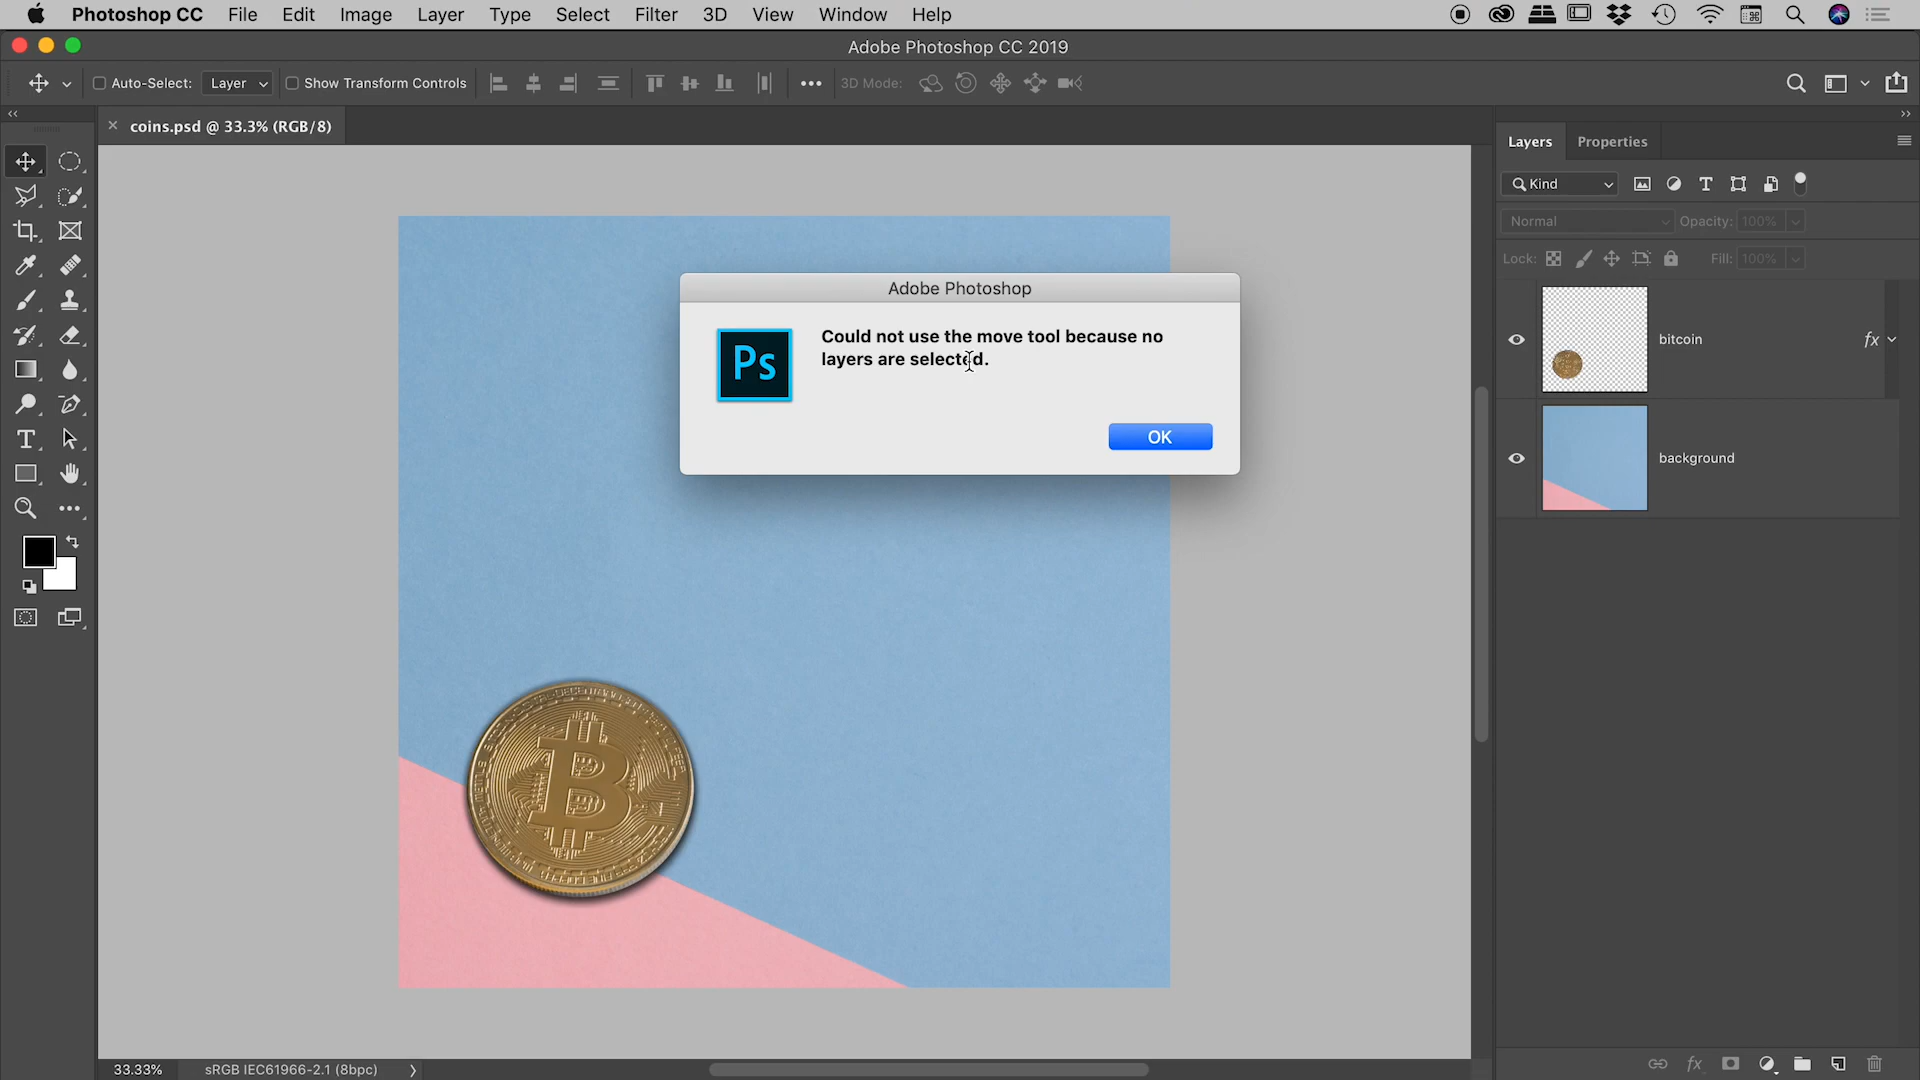 Photoshop CC File Edit Image Layer Type Select Filter 3D View Window Help
Adobe Photoshop CC 2019
Auto-Select: Layer Show Transform Controls 3D Mode:
coins.psd @ 33.3% (RGB/8)
Layers Properties
Kind
Normal Opacity: 100%
Lock: Fill: 100%
Adobe Photoshop
Ps
Could not use the move tool because no
layers are selected.
OK
bitcoin fx
background
B
33.33% sRGB IEC61966-2.1 (8bpc)
fx